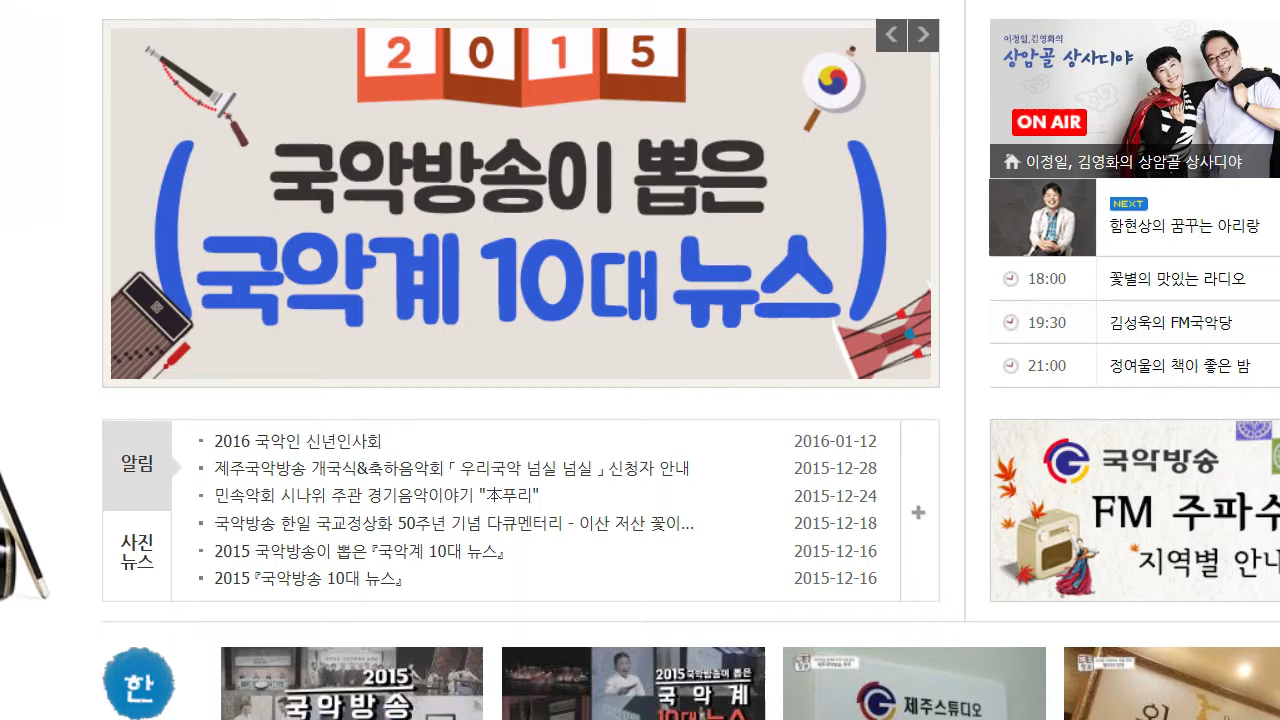 2015
국악방송이 뽑은
국악계 10대 뉴스
이정일,김영화의
상암골 상사디야
ON AIR
이정일, 김영화의 상암골 상사디야
NEXT
함현상의 꿈꾸는 아리랑
18:00 꽃별의 맛있는 라디오
19:30 김성욱의 FM국악당
21:00 정여울의 책이 좋은 밤
알림
사진
뉴스
2016 국악인 신년인사회 2016-01-12
제주국악방송 개국식&축하음악회「 우리국악 넘실 넘실 」신청자 안내 2015-12-28
민속악회 시나위 주관 경기음악이야기 "本푸리" 2015-12-24
국악방송 한일 국교정상화 50주년 기념 다큐멘터리 - 이산 저산 꽃이... 2015-12-18
2015 국악방송이 뽑은『국악계 10대 뉴스』 2015-12-16
2015『국악방송 10대 뉴스』 2015-12-16
국악방송
FM 주파수
지역별 안내
한
2015
국악방송
2015국악방송이 뽑은
국악계
10대뉴스
제주스튜디오